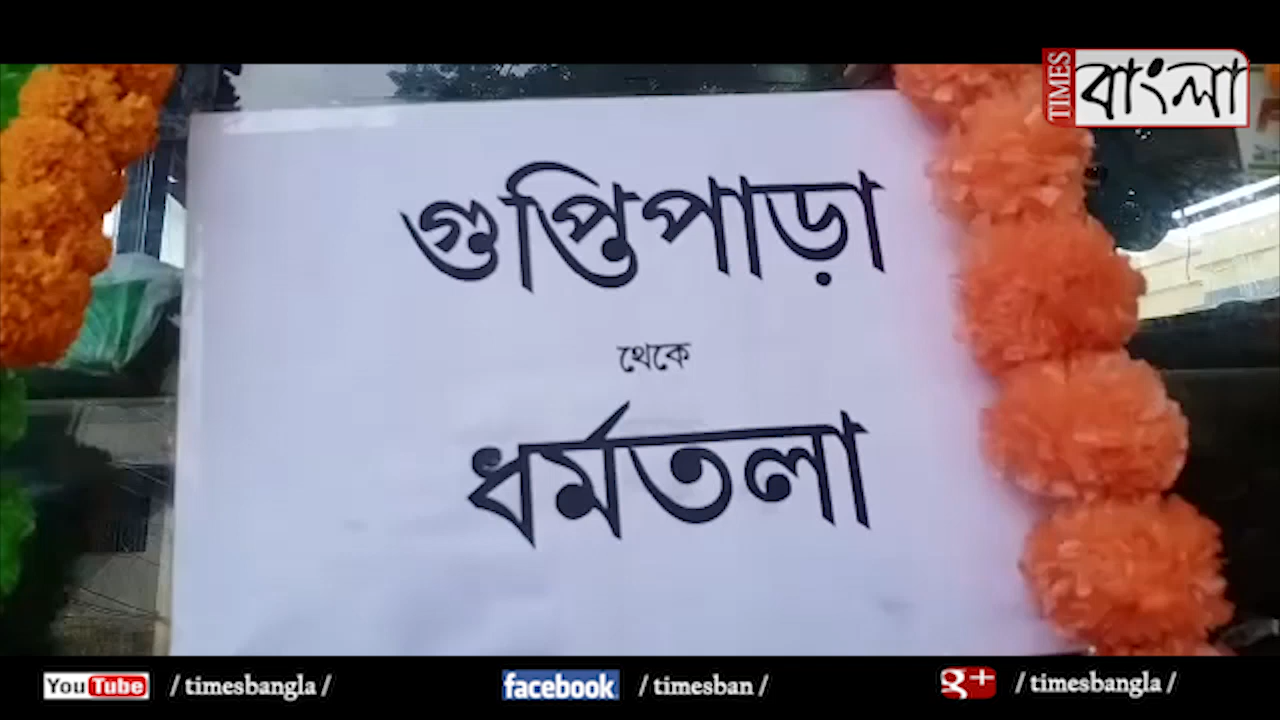 TIMES বাংলা
গুপ্তিপাড়া
থেকে
ধর্মতলা
YouTube / timesbangla / facebook / timesban / g+ / timesbangla /